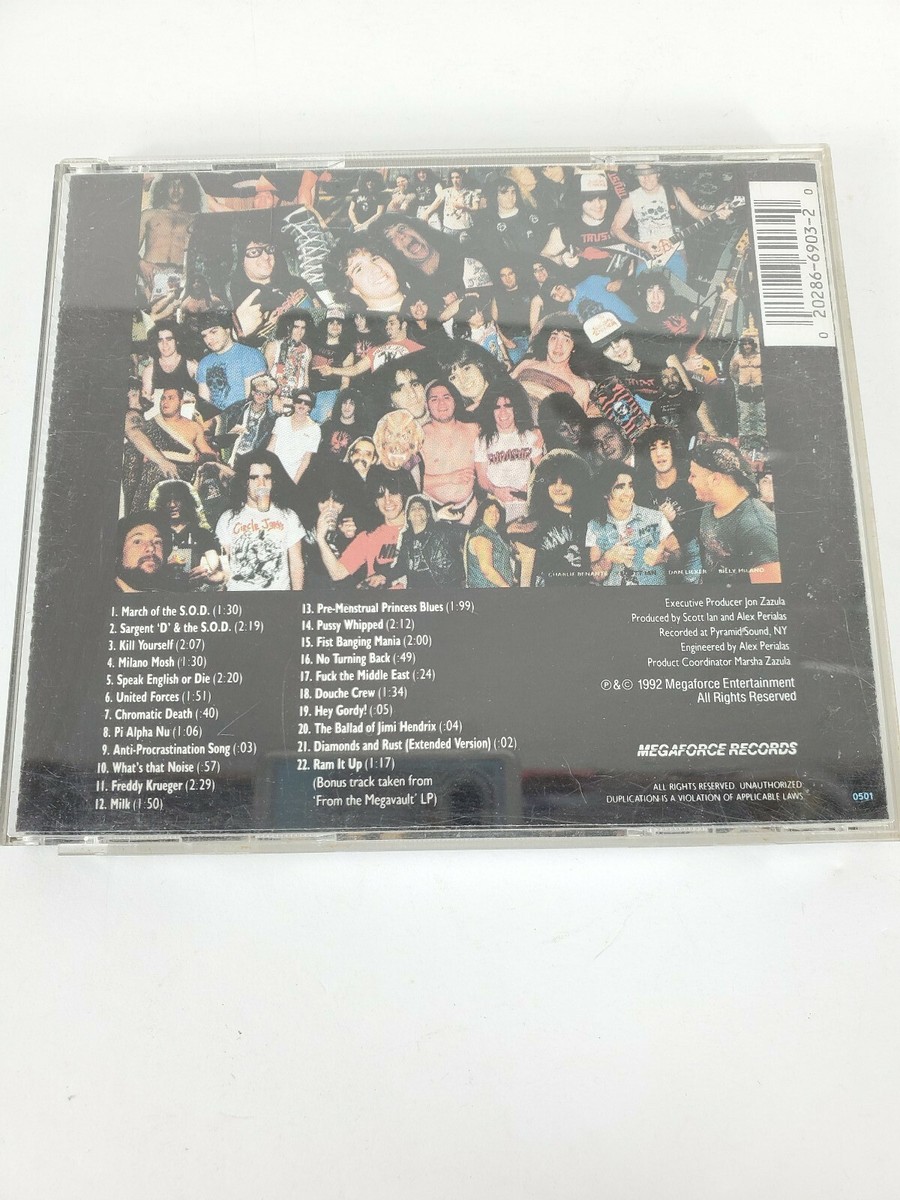 0 20286-6903-2 0
TRUST
Circle Jerks
CHARLIE BENANTE
SCOTT IAN
DAN LILKER
BILLY MILANO
1. March of the S.O.D. (1:30)
2. Sargent 'D' & the S.O.D. (2:19)
3. Kill Yourself (2:07)
4. Milano Mosh (1:30)
5. Speak English or Die (2:20)
6. United Forces (1:51)
7. Chromatic Death (:40)
8. Pi Alpha Nu (1:06)
9. Anti-Procrastination Song (:03)
10. What's that Noise (:57)
11. Freddy Krueger (2:29)
12. Milk (1:50)
13. Pre-Menstrual Princess Blues (1:99)
14. Pussy Whipped (2:12)
15. Fist Banging Mania (2:00)
16. No Turning Back (:49)
17. Fuck the Middle East (:24)
18. Douche Crew (1:34)
19. Hey Gordy! (:05)
20. The Ballad of Jimi Hendrix (:04)
21. Diamonds and Rust (Extended Version) (:02)
22. Ram It Up (1:17)
(Bonus track taken from
'From the Megavault' LP)
Executive Producer Jon Zazula
Produced by Scott Ian and Alex Perialas
Recorded at Pyramid Sound, NY
Engineered by Alex Perialas
Product Coordinator Marsha Zazula
℗&© 1992 Megaforce Entertainment
All Rights Reserved
MEGAFORCE RECORDS
ALL RIGHTS RESERVED UNAUTHORIZED
DUPLICATION IS A VIOLATION OF APPLICABLE LAWS
0501